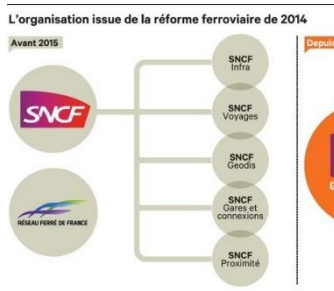 L'organisation issue de la réforme ferroviaire de 2014
Avant 2015
Depuis
SNCF
RÉSEAU FERRÉ DE FRANCE
SNCF
Infra
SNCF
Voyages
SNCF
Geodis
SNCF
Gares et
connexions
SNCF
Proximité